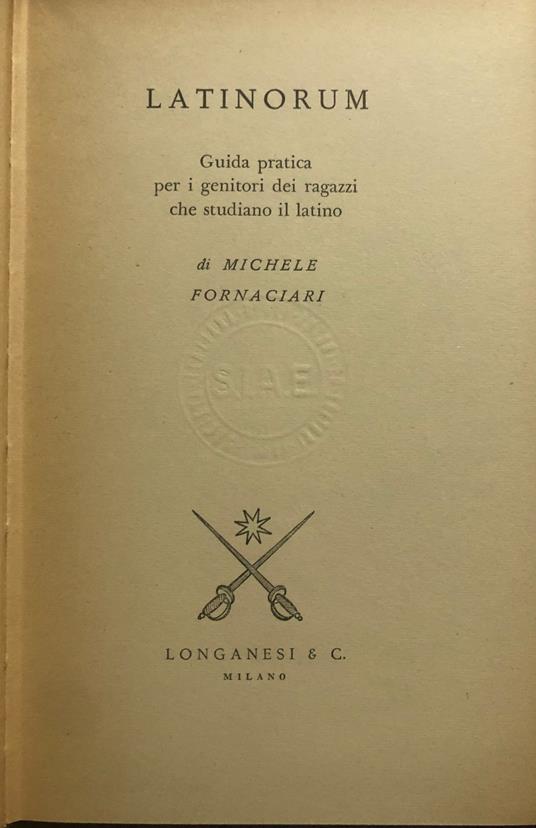 LATINORUM
Guida pratica
per i genitori dei ragazzi
che studiano il latino
di MICHELE
FORNACIARI
S.I.A.E.
LONGANESI & C.
MILANO